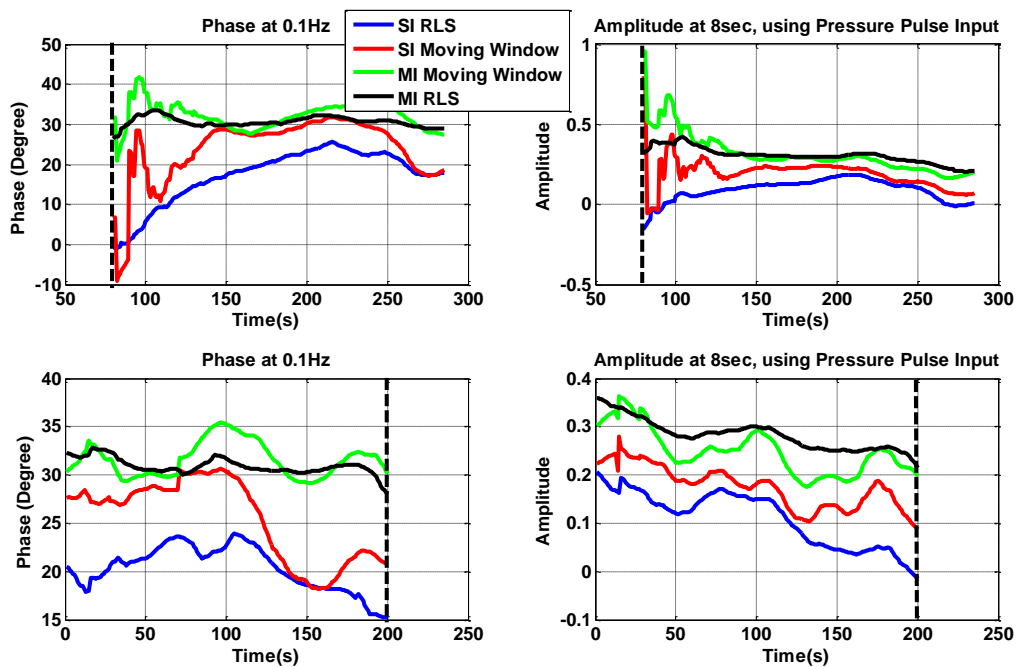 Phase at 0.1Hz
Phase (Degree)
50
40
30
20
10
0
-10
50
100
150
200
250
300
Time(s)
SI RLS
SI Moving Window
MI Moving Window
MI RLS
Amplitude at 8sec, using Pressure Pulse Input
Amplitude
1
0.5
0
-0.5
50
100
150
200
250
300
Time(s)
Phase at 0.1Hz
Phase (Degree)
40
35
30
25
20
15
0
50
100
150
200
250
Time(s)
Amplitude at 8sec, using Pressure Pulse Input
Amplitude
0.4
0.3
0.2
0.1
0
-0.1
0
50
100
150
200
250
Time(s)